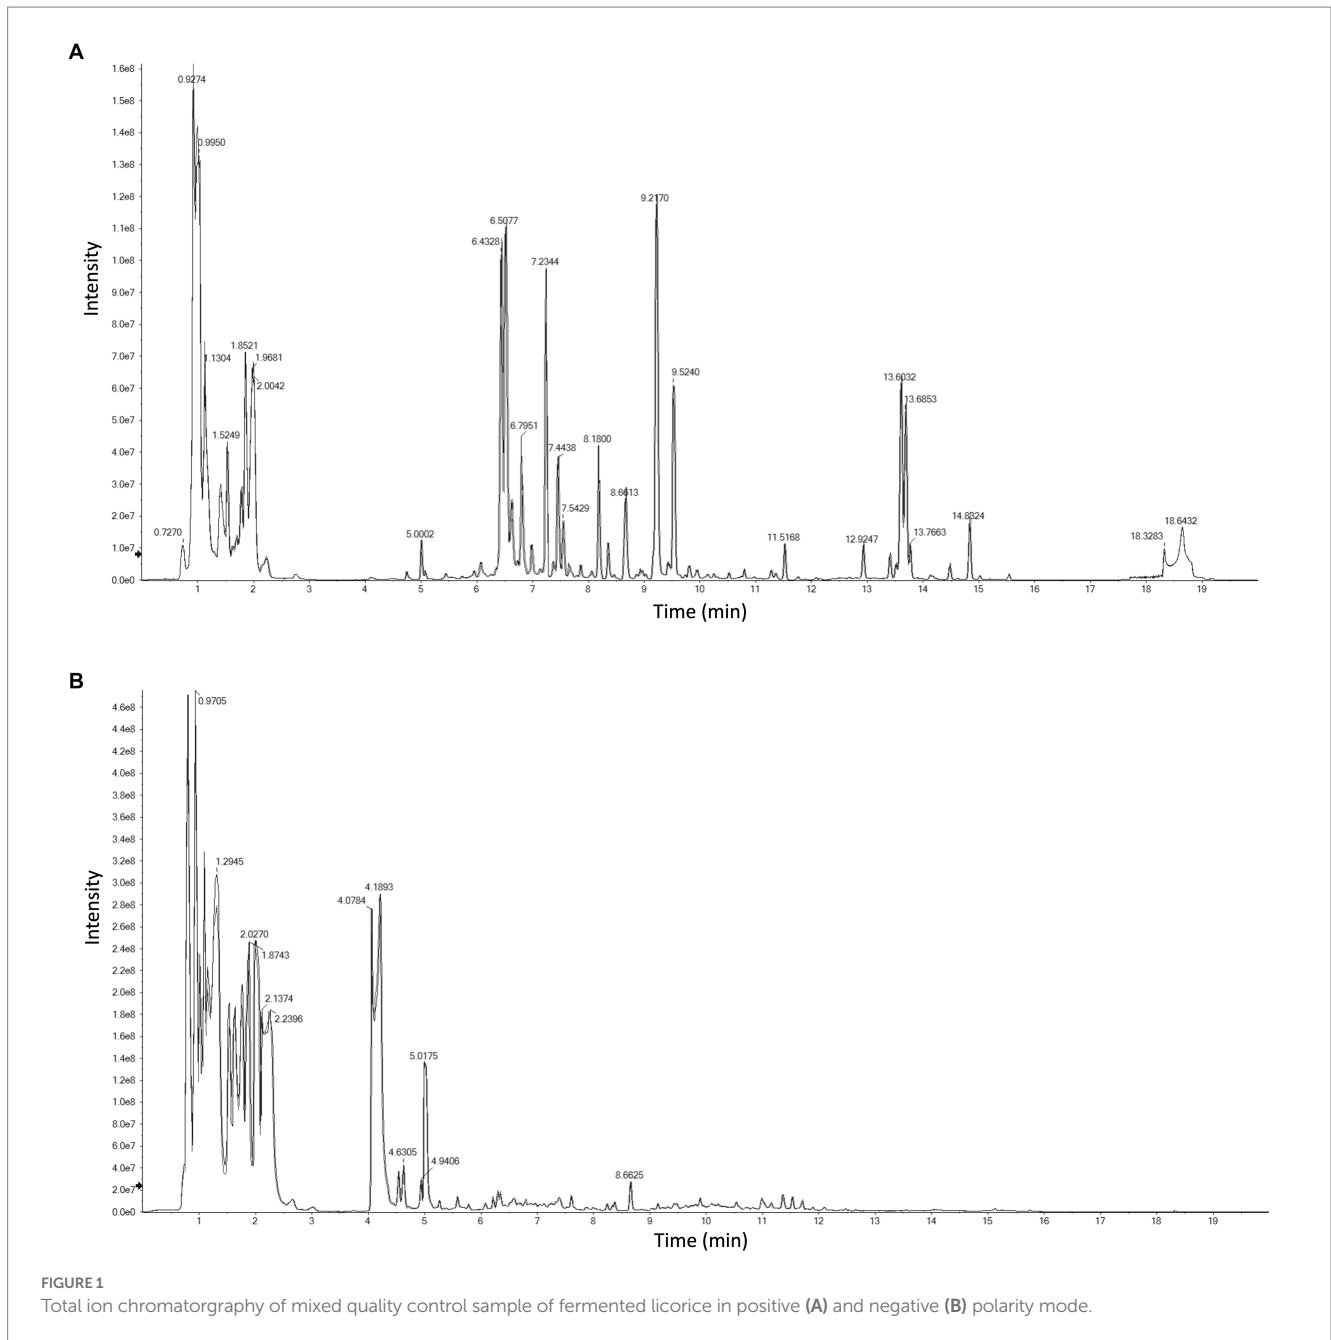 A
1.6e8
0.9274
1.5e8
1.4e8
0.9950
1.3e8
1.2e8
9.2170
1.1e8
6.5077
6.4328
1.0e8
7.2344
9.0e7
8.0e7
7.0e7
1.1304
1.8521
1.9681
6.0e7
2.0042
9.5240
13.6032
13.6853
5.0e7
1.5249
6.7951
4.0e7
7.4438
8.1800
3.0e7
8.6613
2.0e7
7.5429
14.8324
18.6432
0.7270
5.0002
11.5168
12.9247
13.7663
18.3283
1.0e7
0.0e0
Intensity
1 2 3 4 5 6 7 8 9 10 11 12 13 14 15 16 17 18 19
Time (min)
B
4.6e8
0.9705
4.4e8
4.2e8
4.0e8
3.8e8
3.6e8
3.4e8
3.2e8
1.2945
3.0e8
4.1893
4.0784
2.8e8
2.6e8
2.0270
2.4e8
1.8743
2.2e8
2.0e8
2.1374
1.8e8
2.2396
1.6e8
1.4e8
5.0175
1.2e8
1.0e8
8.0e7
6.0e7
4.6305
4.9406
4.0e7
8.6625
2.0e7
0.0e0
Intensity
1 2 3 4 5 6 7 8 9 10 11 12 13 14 15 16 17 18 19
Time (min)
FIGURE 1
Total ion chromatorgraphy of mixed quality control sample of fermented licorice in positive (A) and negative (B) polarity mode.